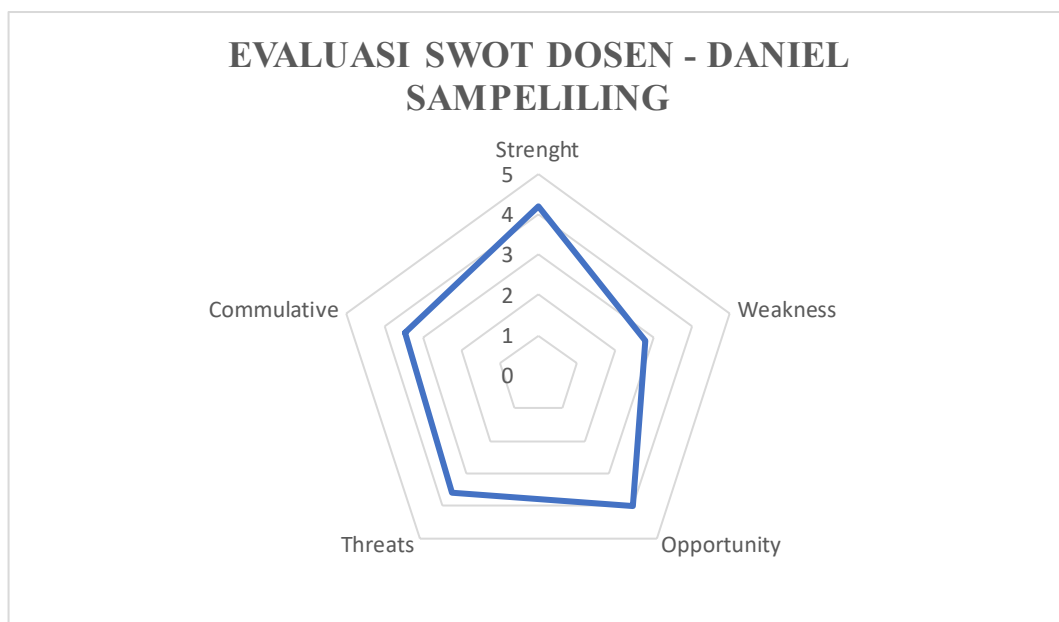 EVALUASI SWOT DOSEN - DANIEL
SAMPELILING
Strenght
5
4
3
2
1
0
Commulative
Weakness
Threats
Opportunity